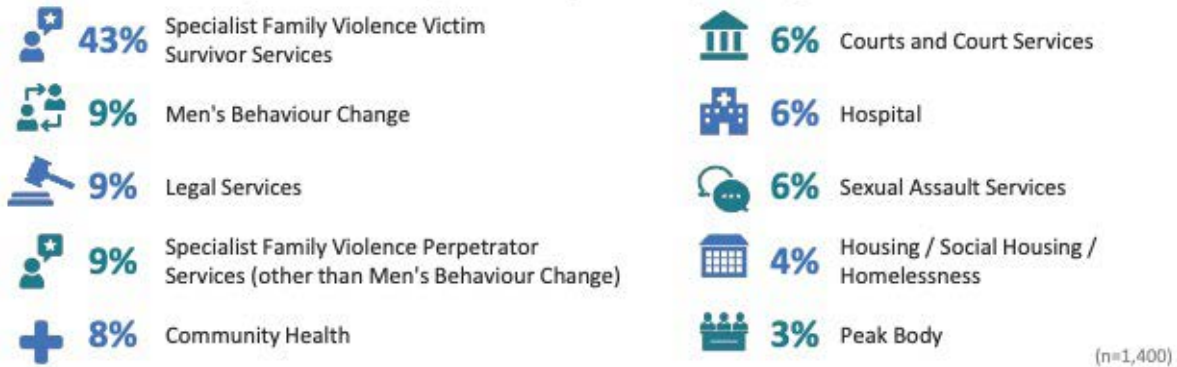 43% Specialist Family Violence Victim
Survivor Services
9% Men's Behaviour Change
9% Legal Services
9% Specialist Family Violence Perpetrator
Services (other than Men's Behaviour Change)
8% Community Health
6% Courts and Court Services
6% Hospital
6% Sexual Assault Services
4% Housing / Social Housing /
Homelessness
3% Peak Body
(n=1,400)